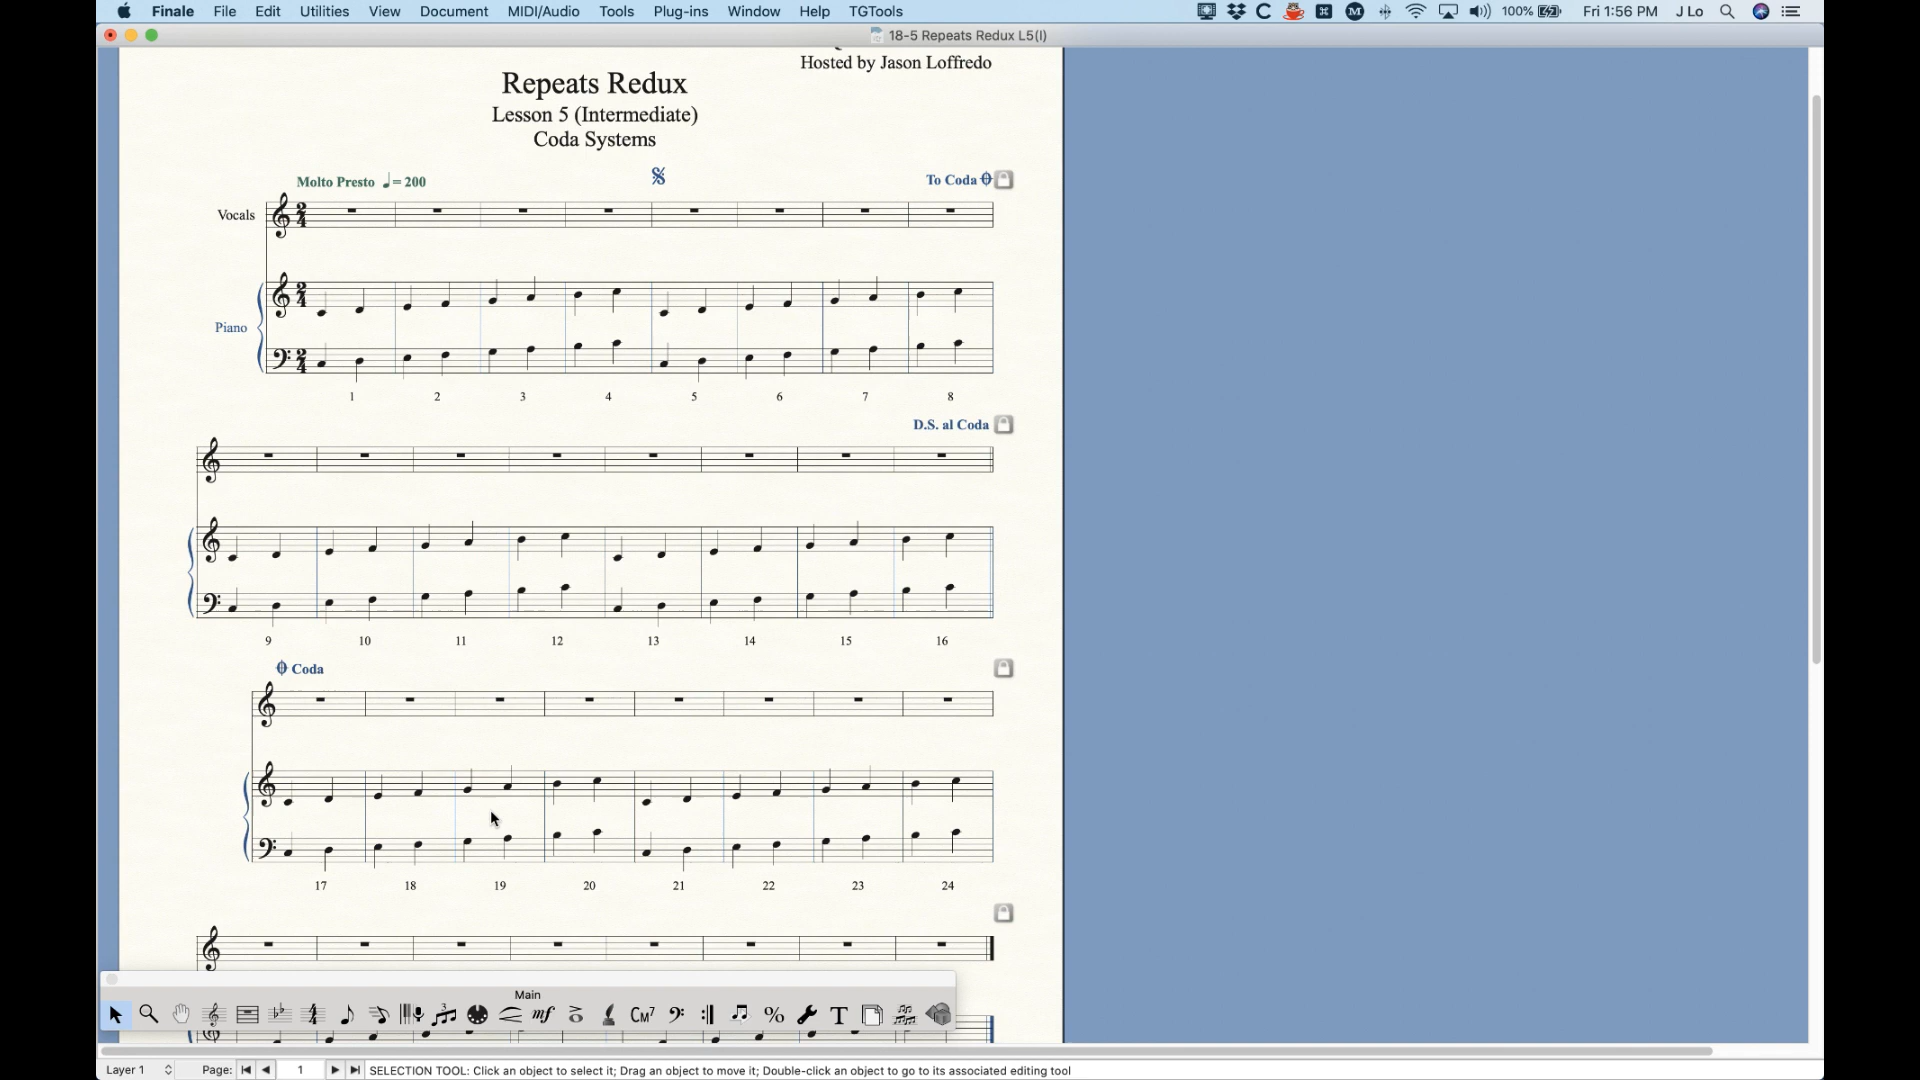 Finale File Edit Utilities View Document MIDI/Audio Tools Plug-ins Window Help TGTools 100% Fri 1:56 PM J Lo
18-5 Repeats Redux L5(I)
Hosted by Jason Loffredo
Repeats Redux
Lesson 5 (Intermediate)
Coda Systems
Molto Presto ♩= 200 To Coda
Vocals
2
4
Piano
1 2 3 4 5 6 7 8
D.S. al Coda
9 10 11 12 13 14 15 16
Coda
17 18 19 20 21 22 23 24
Main
mf CM7 % T
Layer 1 Page: 1 SELECTION TOOL: Click an object to select it; Drag an object to move it; Double-click an object to go to its associated editing tool